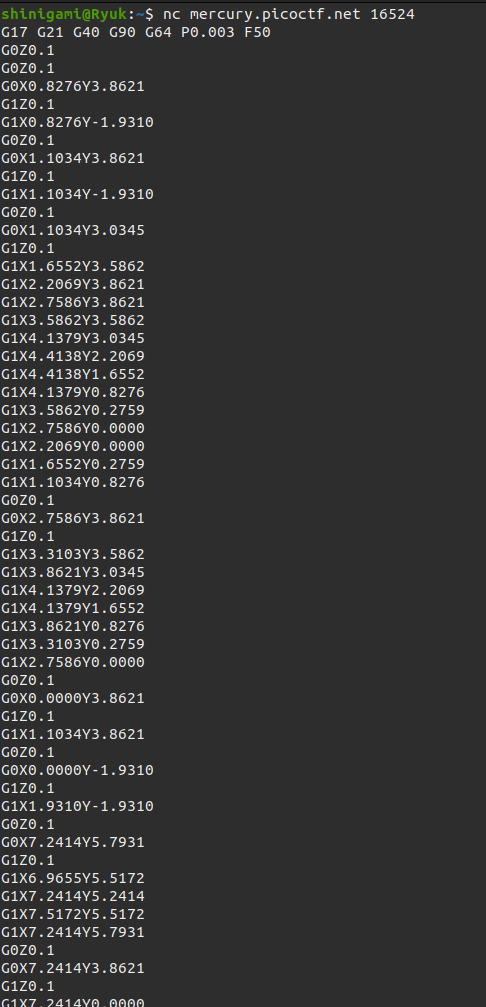 shinigami@Ryuk:~$ nc mercury.picoctf.net 16524
G17 G21 G40 G90 G64 P0.003 F50
G0Z0.1
G0Z0.1
G0X0.8276Y3.8621
G1Z0.1
G1X0.8276Y-1.9310
G0Z0.1
G0X1.1034Y3.8621
G1Z0.1
G1X1.1034Y-1.9310
G0Z0.1
G0X1.1034Y3.0345
G1Z0.1
G1X1.6552Y3.5862
G1X2.2069Y3.8621
G1X2.7586Y3.8621
G1X3.5862Y3.5862
G1X4.1379Y3.0345
G1X4.4138Y2.2069
G1X4.4138Y1.6552
G1X4.1379Y0.8276
G1X3.5862Y0.2759
G1X2.7586Y0.0000
G1X2.2069Y0.0000
G1X1.6552Y0.2759
G1X1.1034Y0.8276
G0Z0.1
G0X2.7586Y3.8621
G1Z0.1
G1X3.3103Y3.5862
G1X3.8621Y3.0345
G1X4.1379Y2.2069
G1X4.1379Y1.6552
G1X3.8621Y0.8276
G1X3.3103Y0.2759
G1X2.7586Y0.0000
G0Z0.1
G0X0.0000Y3.8621
G1Z0.1
G1X1.1034Y3.8621
G0Z0.1
G0X0.0000Y-1.9310
G1Z0.1
G1X1.9310Y-1.9310
G0Z0.1
G0X7.2414Y5.7931
G1Z0.1
G1X6.9655Y5.5172
G1X7.2414Y5.2414
G1X7.5172Y5.5172
G1X7.2414Y5.7931
G0Z0.1
G0X7.2414Y3.8621
G1Z0.1
G1X7.2414Y0.0000